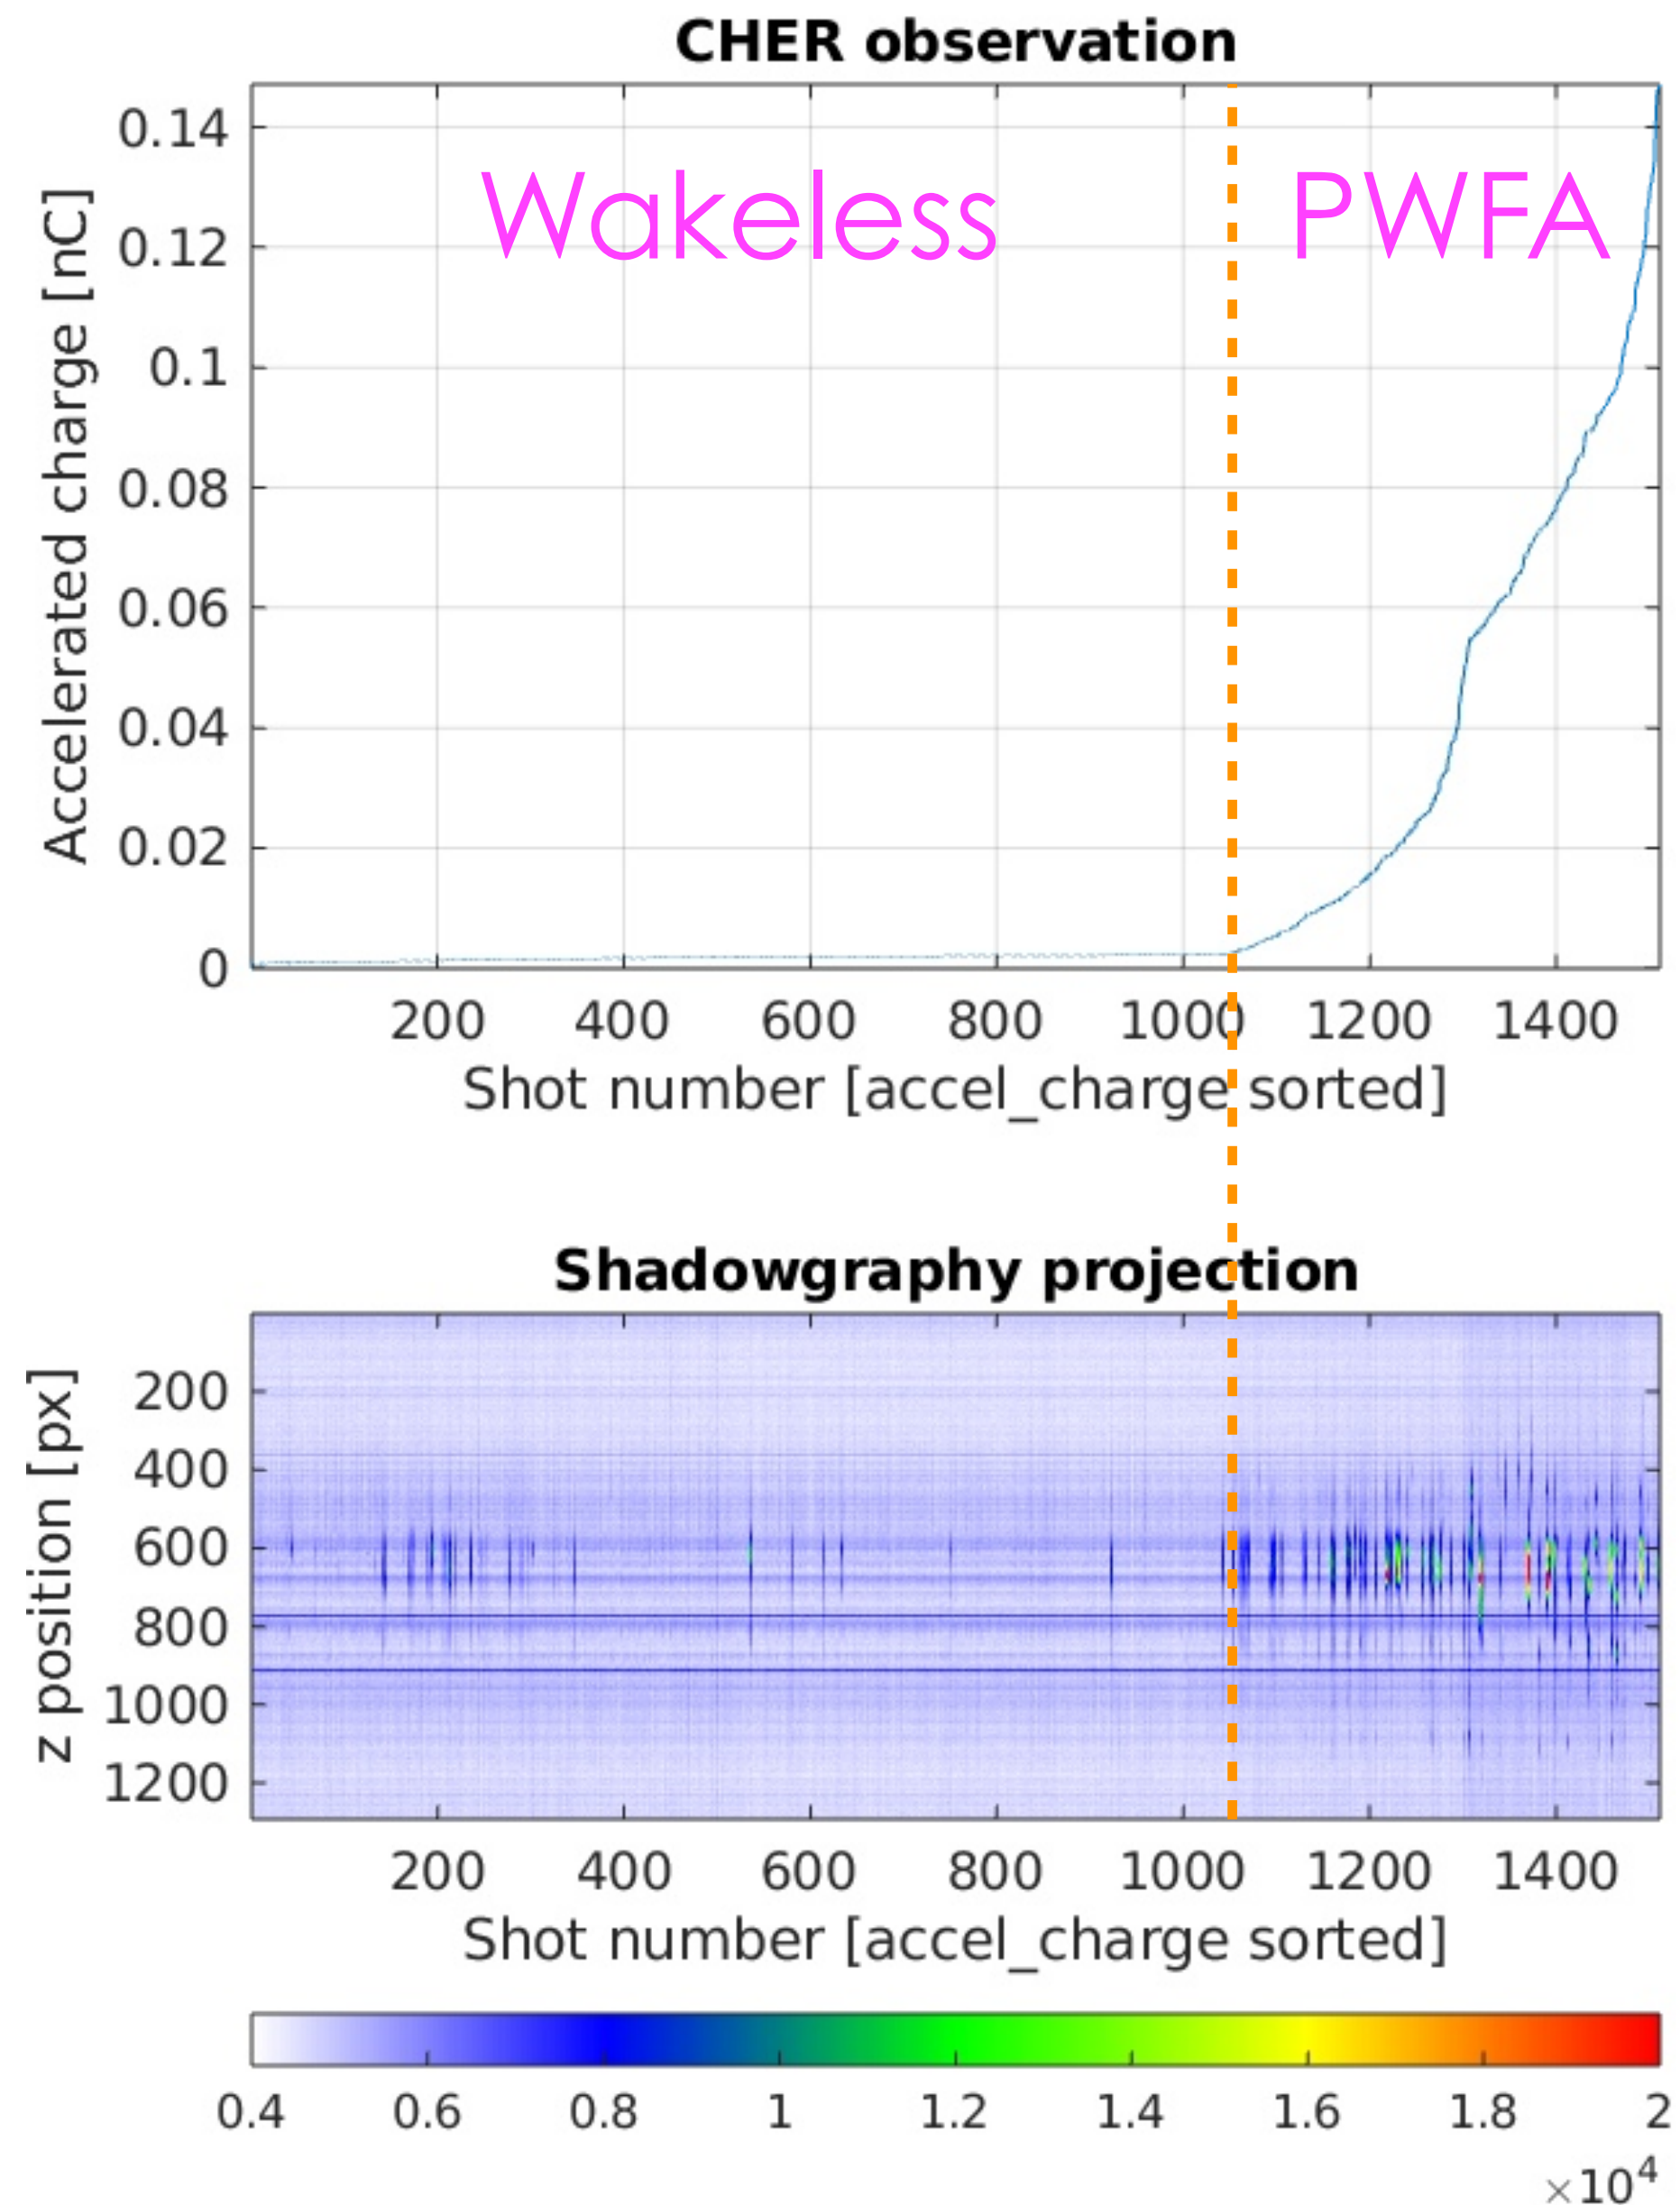 CHER observation
Wakeless PWFA
Accelerated charge [nC]
0.14
0.12
0.1
0.08
0.06
0.04
0.02
0
200 400 600 800 1000 1200 1400
Shot number [accel_charge sorted]
Shadowgraphy projection
z position [px]
200
400
600
800
1000
1200
200 400 600 800 1000 1200 1400
Shot number [accel_charge sorted]
0.4 0.6 0.8 1 1.2 1.4 1.6 1.8 2
×10⁴